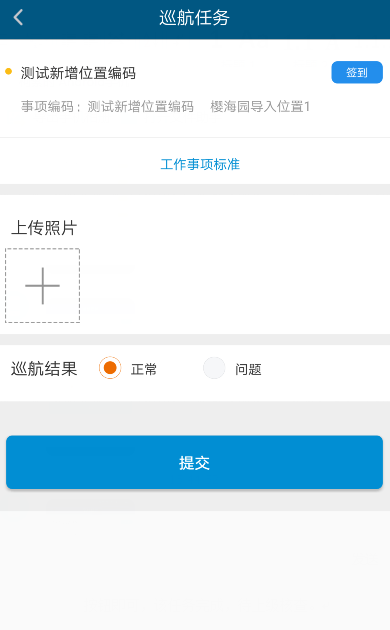 巡航任务
测试新增位置编码
签到
事项编码：测试新增位置编码 樱海园导入位置1
工作事项标准
上传照片
巡航结果 正常 问题
提交